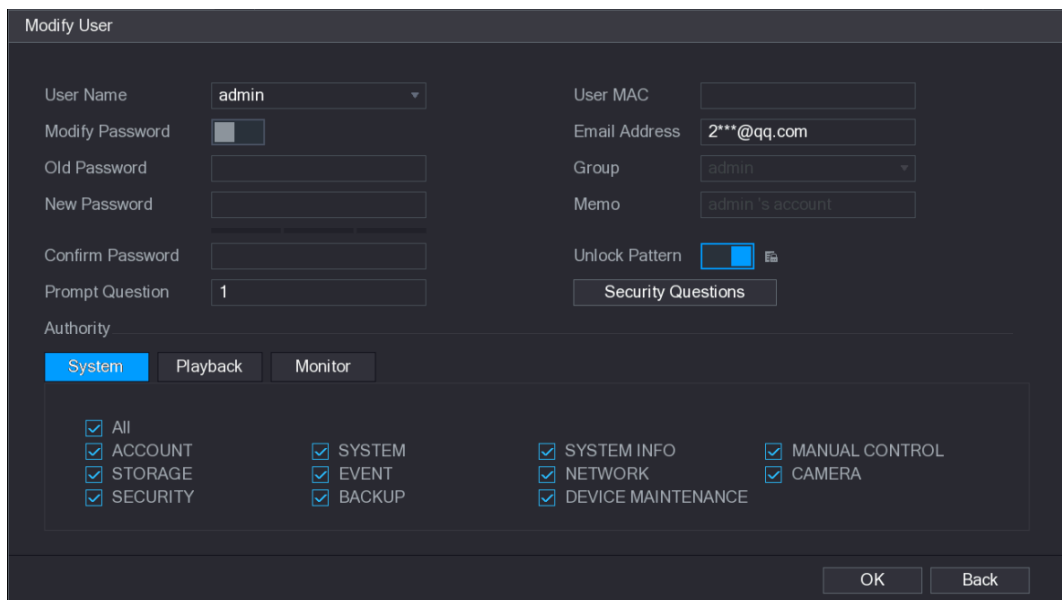 Modify User
User Name admin User MAC
Modify Password Email Address 2***@qq.com
Old Password Group admin
New Password Memo admin 's account
Confirm Password Unlock Pattern
Prompt Question 1 Security Questions
Authority
System Playback Monitor
All
ACCOUNT SYSTEM SYSTEM INFO MANUAL CONTROL
STORAGE EVENT NETWORK CAMERA
SECURITY BACKUP DEVICE MAINTENANCE
OK Back